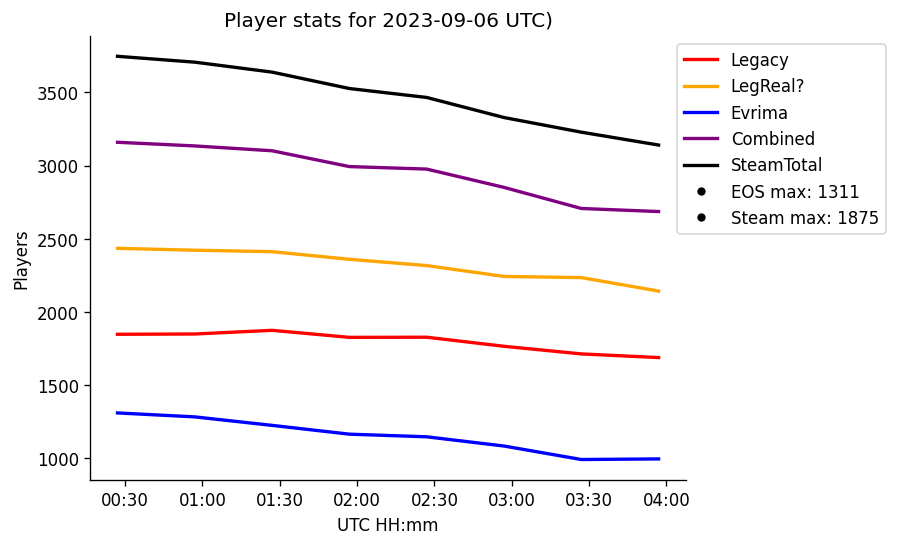 Player stats for 2023-09-06 UTC)
Legacy
LegReal?
Evrima
Combined
SteamTotal
EOS max: 1311
Steam max: 1875
Players
3500
3000
2500
2000
1500
1000
00:30 01:00 01:30 02:00 02:30 03:00 03:30 04:00
UTC HH:mm